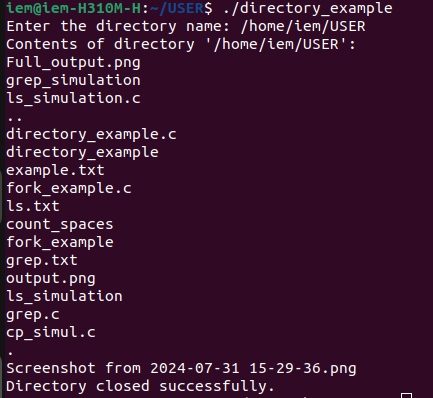 iem@iem-H310M-H:~/USER$ ./directory_example
Enter the directory name: /home/iem/USER
Contents of directory '/home/iem/USER':
Full_output.png
grep_simulation
ls_simulation.c
..
directory_example.c
directory_example
example.txt
fork_example.c
ls.txt
count_spaces
fork_example
grep.txt
output.png
ls_simulation
grep.c
cp_simul.c
.
Screenshot from 2024-07-31 15-29-36.png
Directory closed successfully.